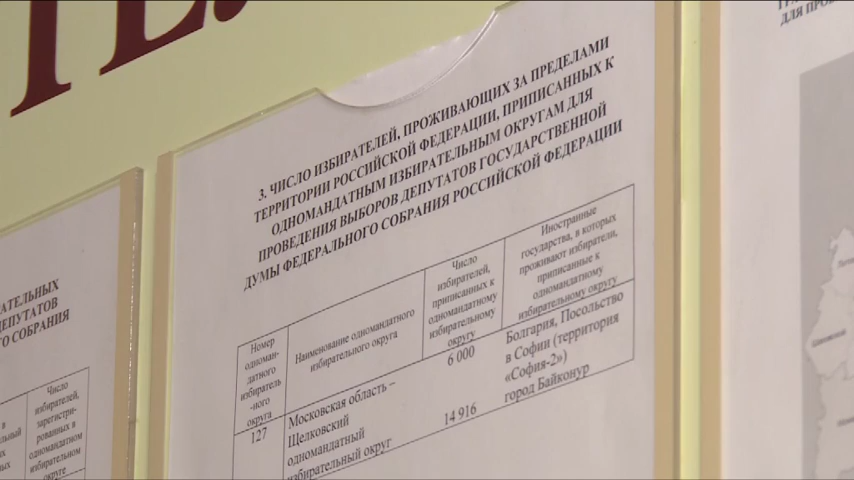 3. ЧИСЛО ИЗБИРАТЕЛЕЙ, ПРОЖИВАЮЩИХ ЗА ПРЕДЕЛАМИ
ТЕРРИТОРИИ РОССИЙСКОЙ ФЕДЕРАЦИИ, ПРИПИСАННЫХ К
ОДНОМАНДАТНЫМ ИЗБИРАТЕЛЬНЫМ ОКРУГАМ ДЛЯ
ПРОВЕДЕНИЯ ВЫБОРОВ ДЕПУТАТОВ ГОСУДАРСТВЕННОЙ
ДУМЫ ФЕДЕРАЛЬНОГО СОБРАНИЯ РОССИЙСКОЙ ФЕДЕРАЦИИ
Номер
одноман-
датного
избиратель
-ного
округа
Наименование одномандатного
избирательного округа
Число
избирателей,
приписанных к
одномандатному
избирательному
округу
Иностранные
государства, в которых
проживают избиратели,
приписанные к
одномандатному
избирательному округу
127
Московская область –
Щелковский
одномандатный
избирательный округ
6 000
14 916
Болгария, Посольство
в Софии (территория
«София-2»)
город Байконур
ДЕПУТАТОВ
СОБРАНИЯ
Число
избирателей,
зарегистри-
рованных в
одномандатном
избирательном
округе